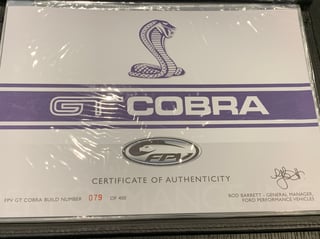 GT COBRA
FPV
CERTIFICATE OF AUTHENTICITY
FPV GT COBRA BUILD NUMBER 079 OF 400
ROD BARRETT – GENERAL MANAGER,
FORD PERFORMANCE VEHICLES